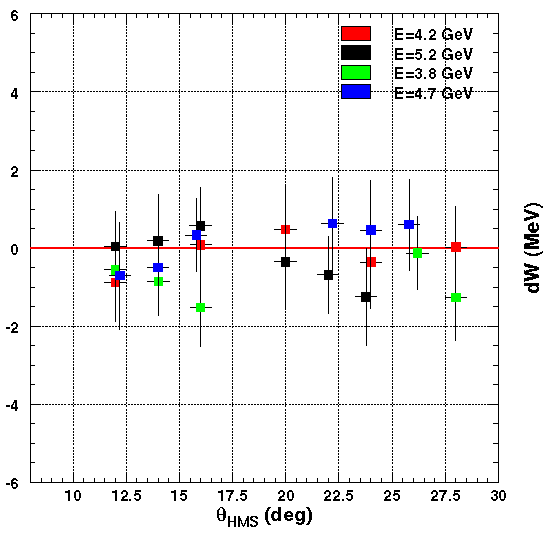 6
E=4.2 GeV
E=5.2 GeV
E=3.8 GeV
E=4.7 GeV
4
2
0
-2
-4
-6
dW (MeV)
10 12.5 15 17.5 20 22.5 25 27.5 30
θHMS (deg)